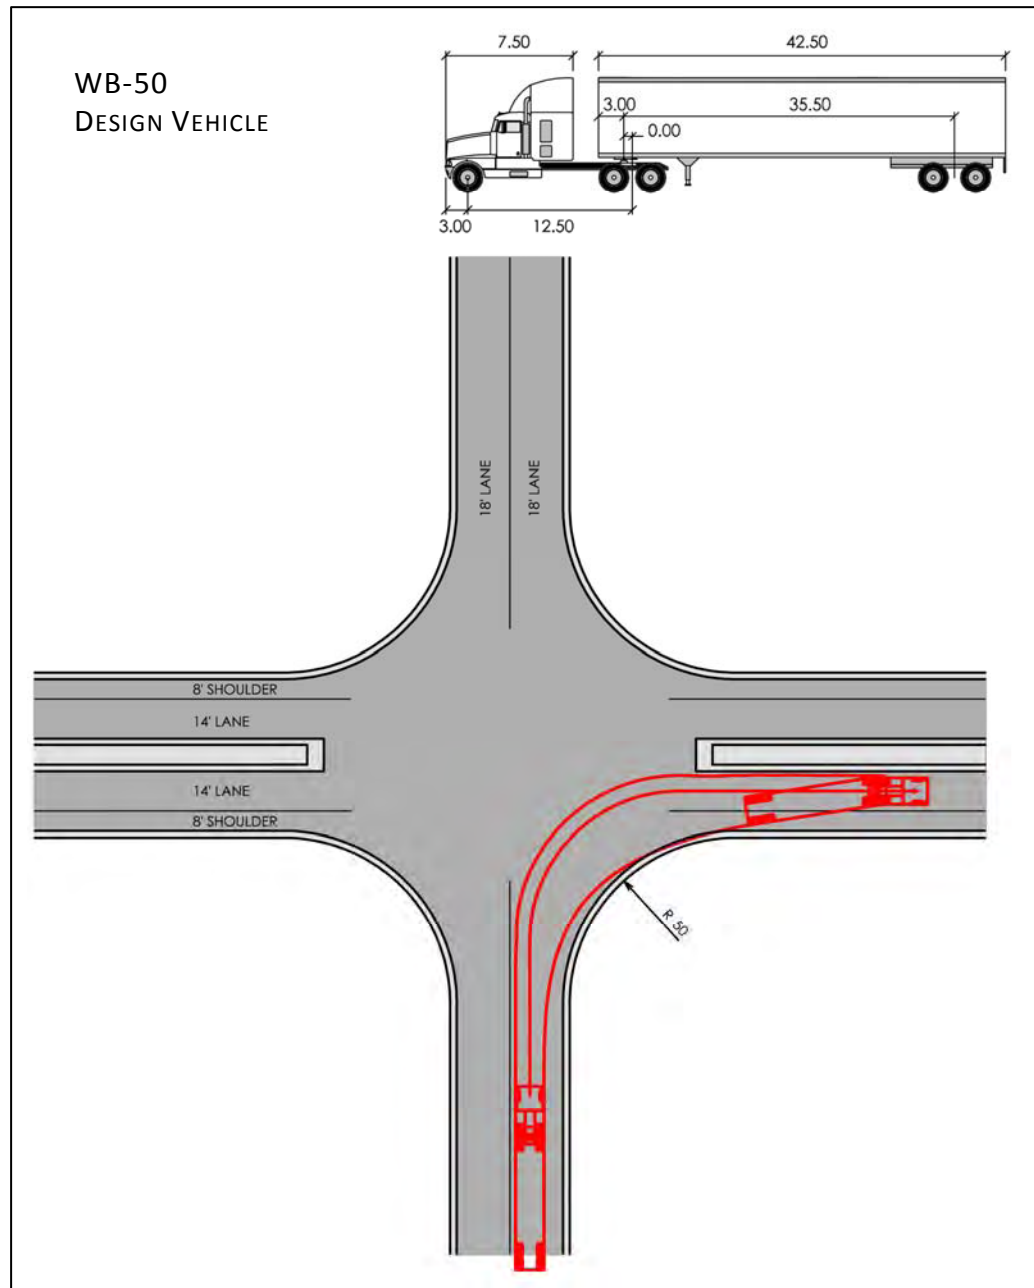 WB-50
DESIGN VEHICLE
7.50
42.50
3.00
35.50
0.00
3.00
12.50
18' LANE
18' LANE
8' SHOULDER
14' LANE
14' LANE
8' SHOULDER
R 50